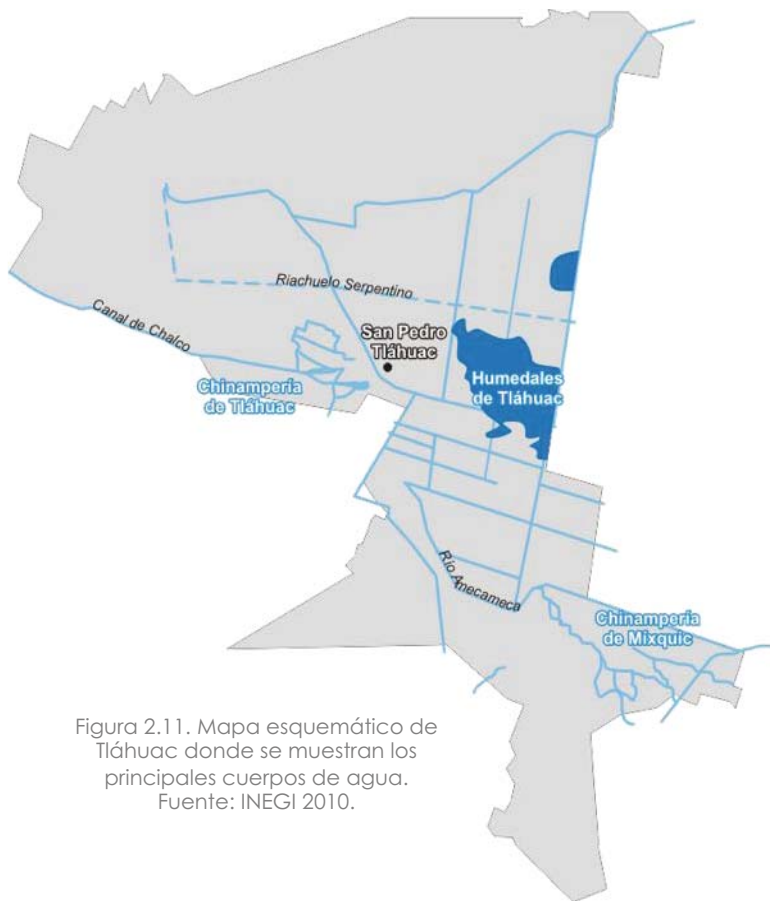 Riachuelo Serpentino
Canal de Chalco
San Pedro
Tláhuac
Chinampería
de Tláhuac
Humedales
de Tláhuac
Río Amecameca
Chinampería
de Mixquic
Figura 2.11. Mapa esquemático de
Tláhuac donde se muestran los
principales cuerpos de agua.
Fuente: INEGI 2010.